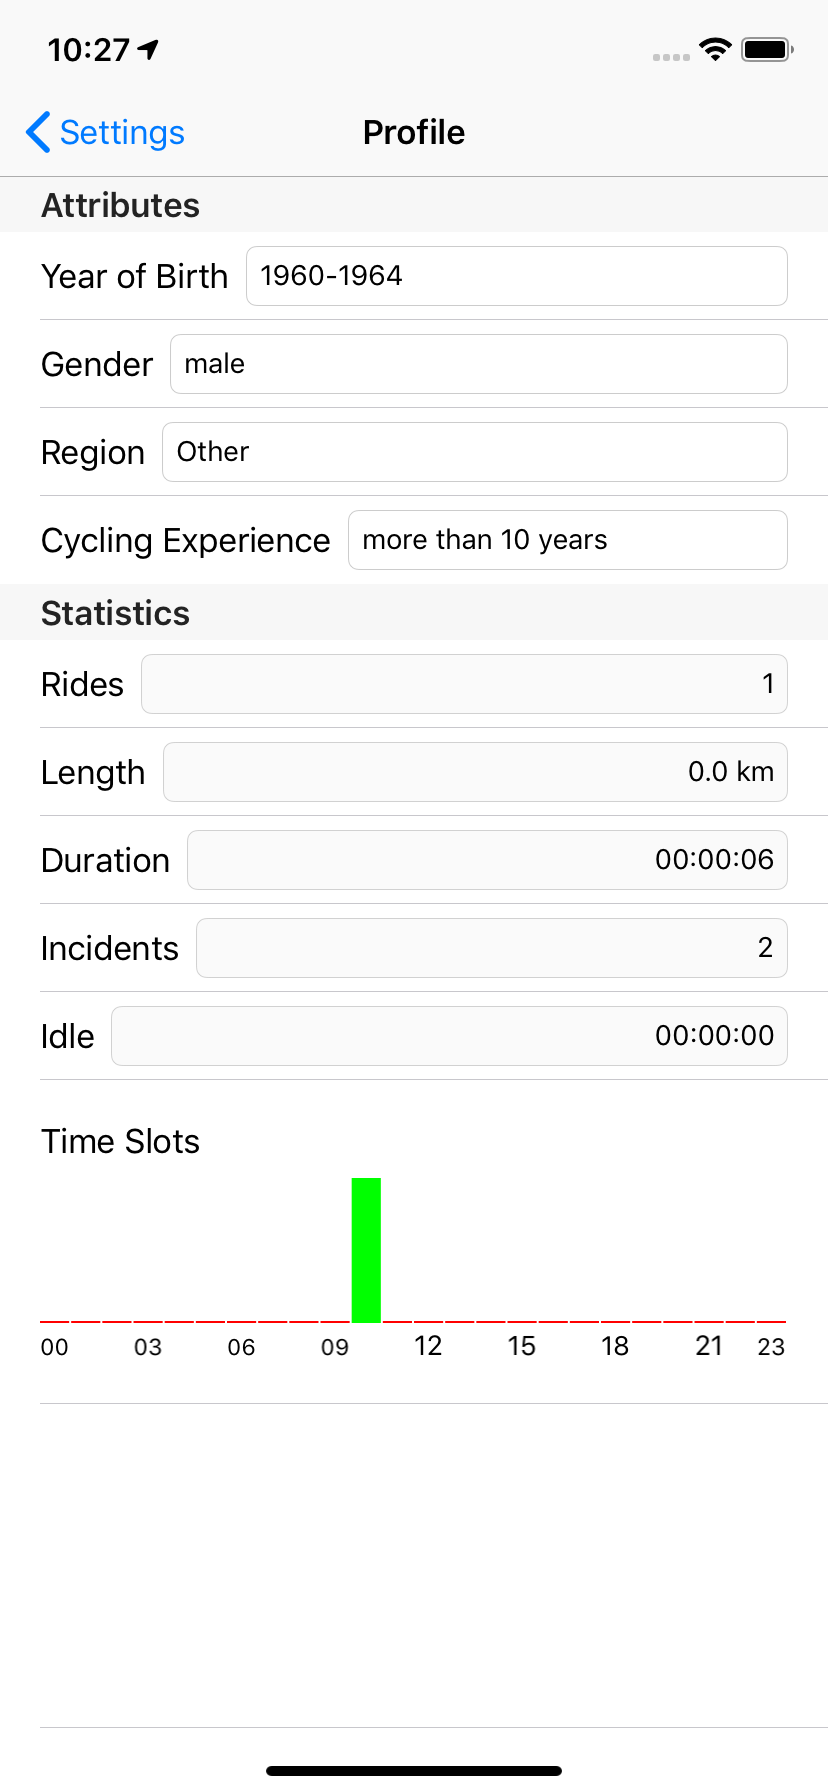 10:27
Settings
Profile
Attributes
Year of Birth 1960-1964
Gender male
Region Other
Cycling Experience more than 10 years
Statistics
Rides 1
Length 0.0 km
Duration 00:00:06
Incidents 2
Idle 00:00:00
Time Slots
00 03 06 09 12 15 18 21 23